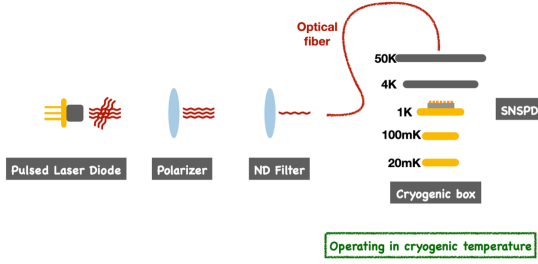 Optical
fiber
50K
4K
1K
SNSPD
100mK
20mK
Pulsed Laser Diode
Polarizer
ND Filter
Cryogenic box
Operating in cryogenic temperature